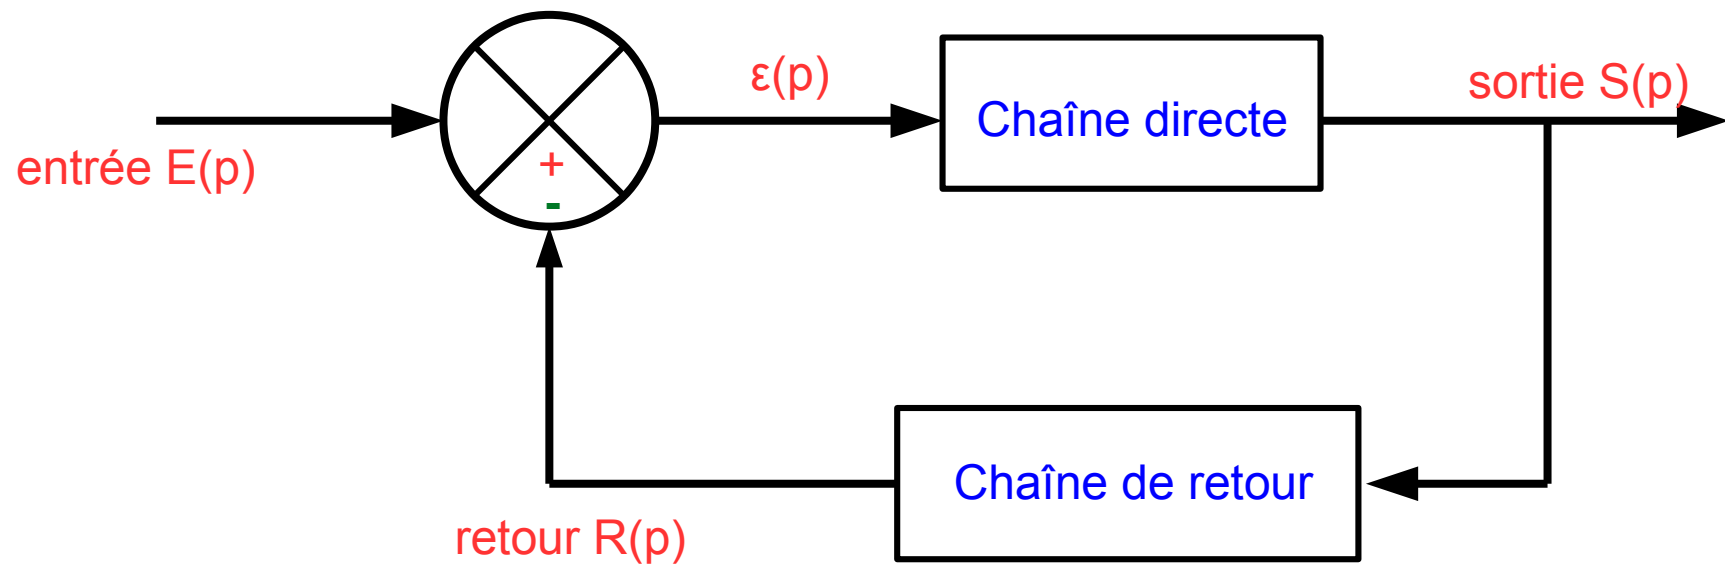 ε(p)
sortie S(p)
Chaîne directe
entrée E(p)
+
-
Chaîne de retour
retour R(p)